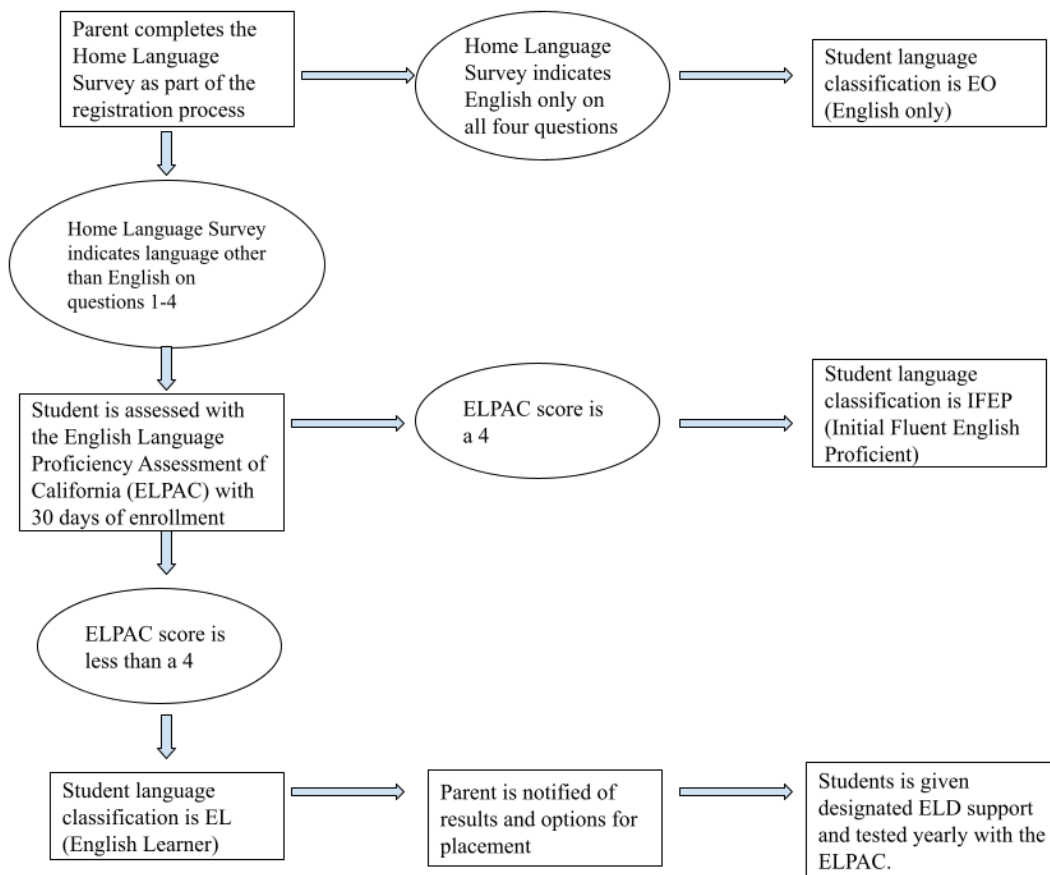 Parent completes the
Home Language
Survey as part of the
registration process
Home Language
Survey indicates
English only on
all four questions
Student language
classification is EO
(English only)
Home Language Survey
indicates language other
than English on
questions 1-4
Student is assessed with
the English Language
Proficiency Assessment of
California (ELPAC) with
30 days of enrollment
ELPAC score is
a 4
Student language
classification is IFEP
(Initial Fluent English
Proficient)
ELPAC score is
less than a 4
Student language
classification is EL
(English Learner)
Parent is notified of
results and options for
placement
Students is given
designated ELD support
and tested yearly with the
ELPAC.